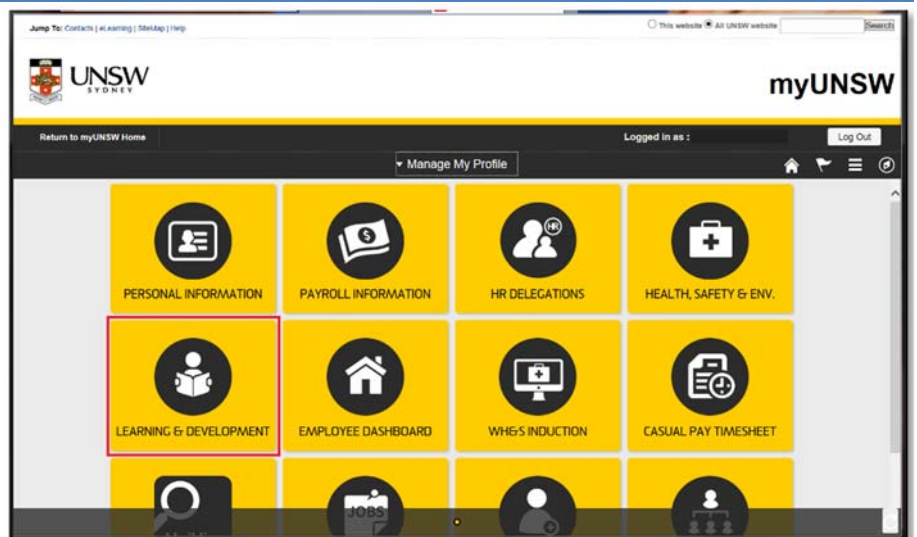 Jump To: Contacts | eLearning | SiteMap | Help
This website All UNSW website Search
UNSW
SYDNEY
myUNSW
Return to myUNSW Home Logged in as : Log Out
Manage My Profile
HR
PERSONAL INFORMATION PAYROLL INFORMATION HR DELEGATIONS HEALTH, SAFETY & ENV.
LEARNING & DEVELOPMENT EMPLOYEE DASHBOARD WH&S INDUCTION CASUAL PAY TIMESHEET
JOBS